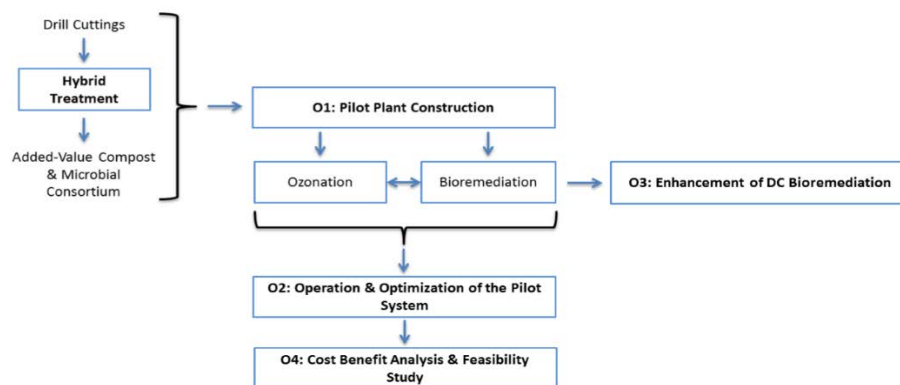 Drill Cuttings
Hybrid
Treatment
Added-Value Compost
& Microbial
Consortium
O1: Pilot Plant Construction
Ozonation
Bioremediation
O3: Enhancement of DC Bioremediation
O2: Operation & Optimization of the Pilot
System
O4: Cost Benefit Analysis & Feasibility
Study